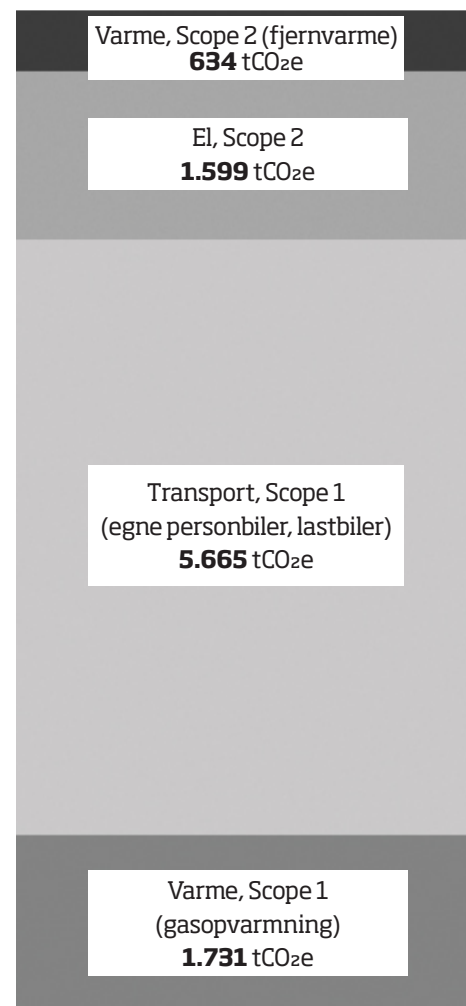 Varme, Scope 2 (fjernvarme)
634 tCO₂e
El, Scope 2
1.599 tCO₂e
Transport, Scope 1
(egne personbiler, lastbiler)
5.665 tCO₂e
Varme, Scope 1
(gasopvarmning)
1.731 tCO₂e